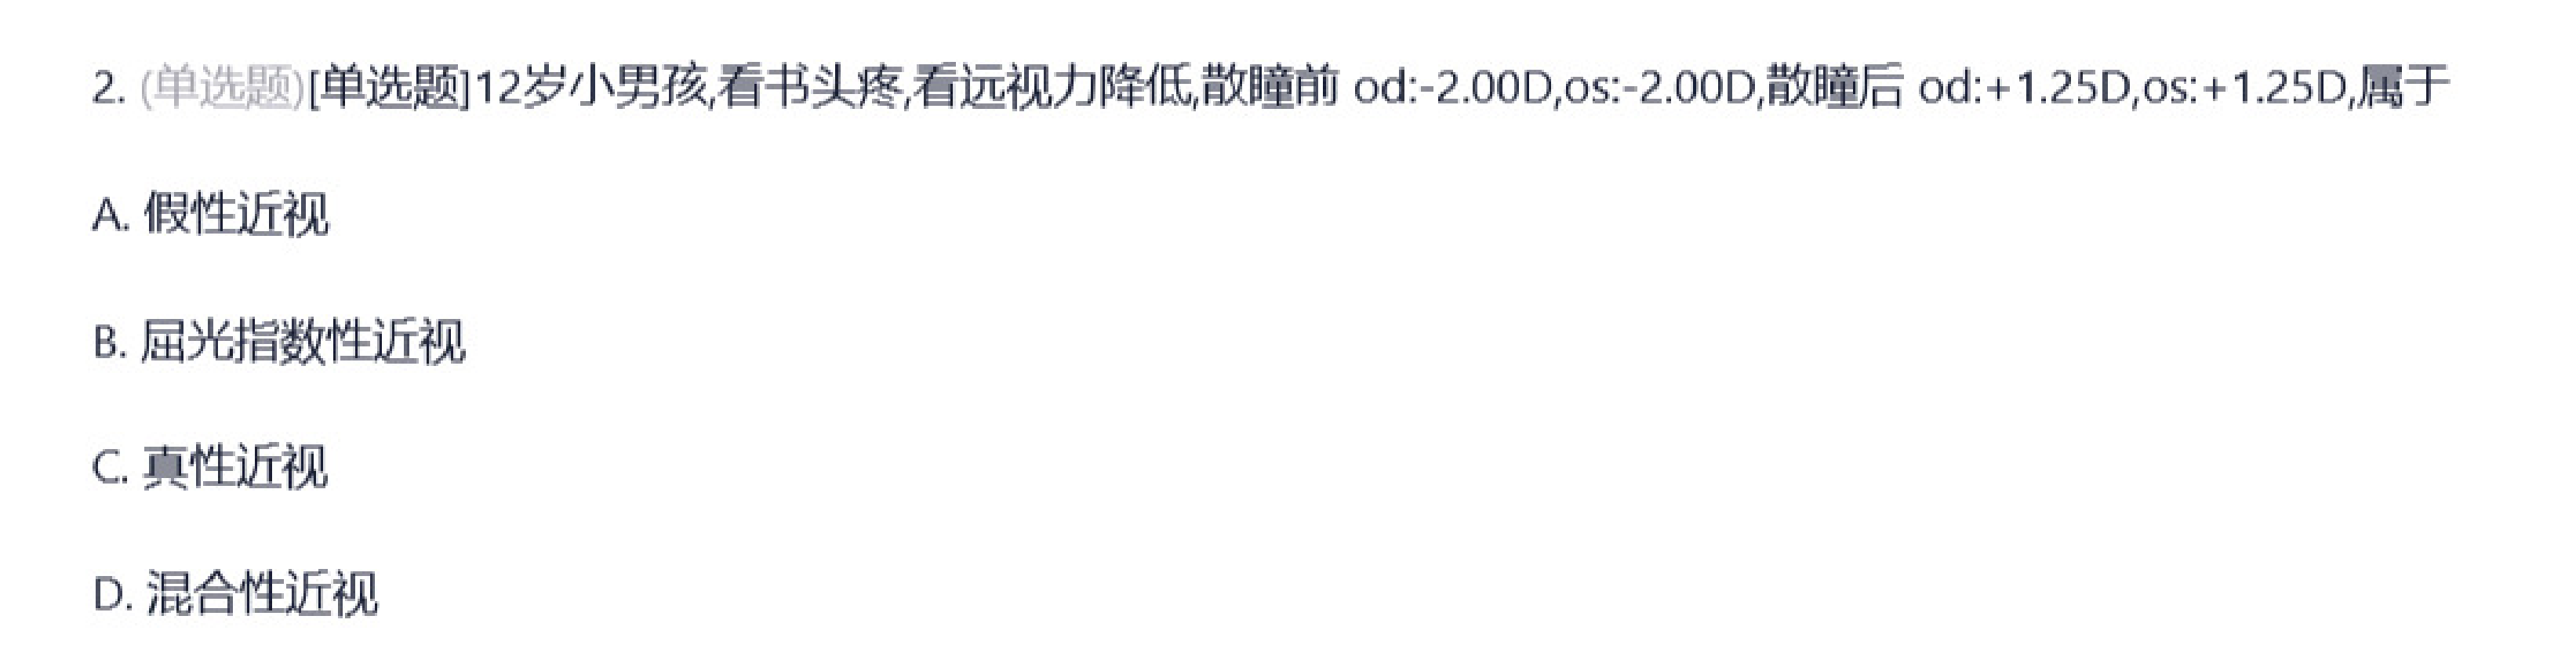 2. (单选题)[单选题]12岁小男孩,看书头疼,看远视力降低,散瞳前 od:-2.00D,os:-2.00D,散瞳后 od:+1.25D,os:+1.25D,属于
A. 假性近视
B. 屈光指数性近视
C. 真性近视
D. 混合性近视